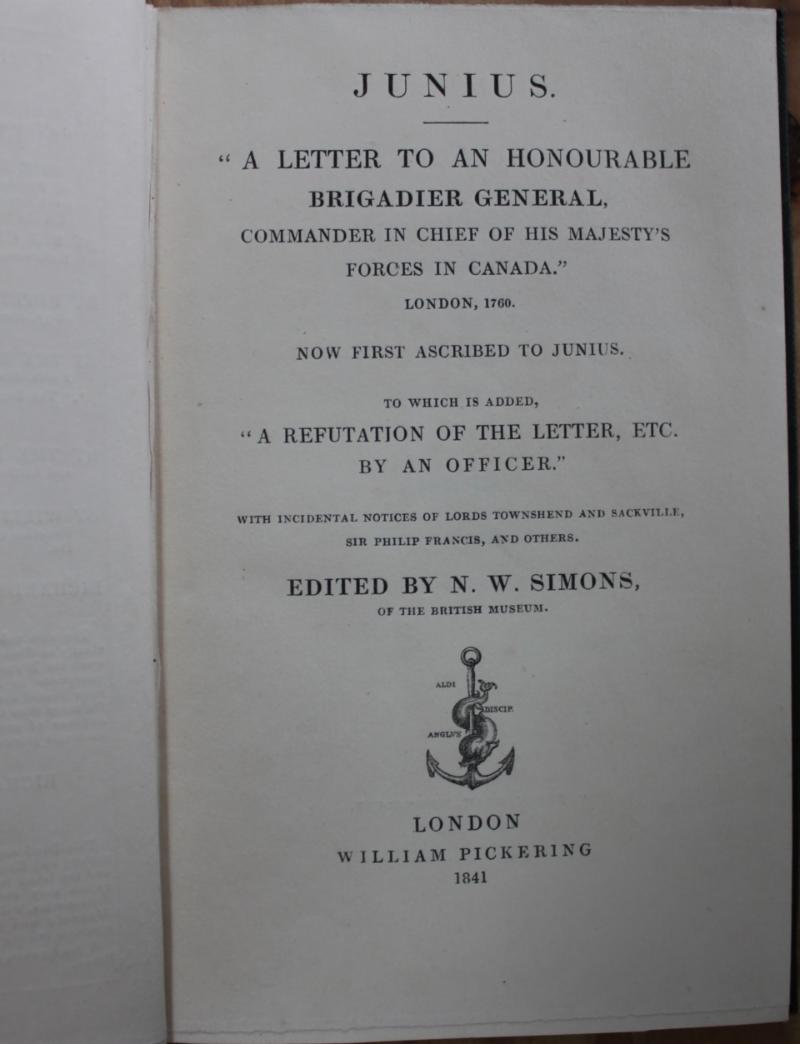 JUNIUS.
“A LETTER TO AN HONOURABLE
BRIGADIER GENERAL,
COMMANDER IN CHIEF OF HIS MAJESTY'S
FORCES IN CANADA.”
LONDON, 1760.
NOW FIRST ASCRIBED TO JUNIUS.
TO WHICH IS ADDED,
“A REFUTATION OF THE LETTER, ETC.
BY AN OFFICER.”
WITH INCIDENTAL NOTICES OF LORDS TOWNSHEND AND SACKVILLE,
SIR PHILIP FRANCIS, AND OTHERS.
EDITED BY N. W. SIMONS,
OF THE BRITISH MUSEUM.
ALDI
DISCIP.
ANGLVS
LONDON
WILLIAM PICKERING
1841